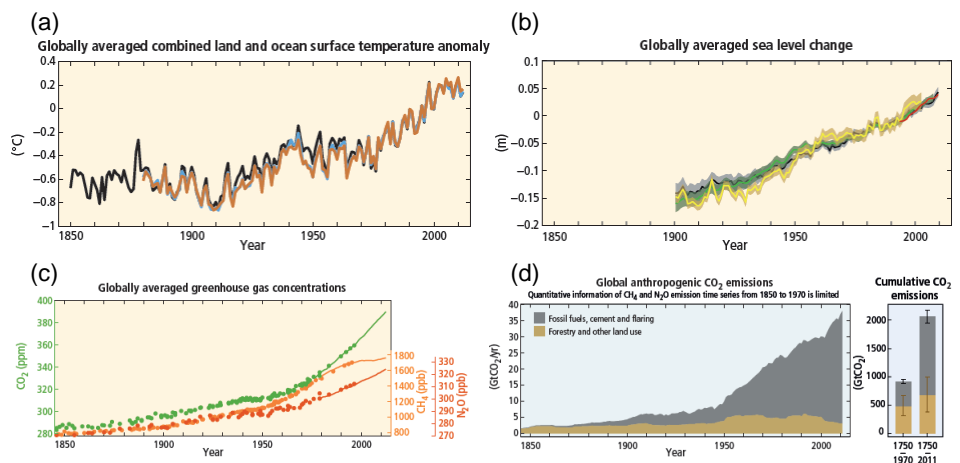 (a)
Globally averaged combined land and ocean surface temperature anomaly
0.4
0.2
0
−0.2
−0.4
−0.6
−0.8
−1
(°C)
1850
1900
1950
2000
Year
(b)
Globally averaged sea level change
0.1
0.05
0
−0.05
−0.1
−0.15
−0.2
(m)
1850
1900
1950
2000
Year
(c)
Globally averaged greenhouse gas concentrations
400
380
360
340
320
300
280
CO2 (ppm)
1800
1600
1400
1200
1000
800
CH4 (ppb)
330
320
310
300
290
280
270
N2O (ppb)
1850
1900
1950
2000
Year
(d)
Global anthropogenic CO2 emissions
Quantitative information of CH4 and N2O emission time series from 1850 to 1970 is limited
40
35
30
25
20
15
10
5
0
(GtCO2/yr)
Fossil fuels, cement and flaring
Forestry and other land use
1850
1900
1950
2000
Year
Cumulative CO2
emissions
2000
1500
1000
500
0
(GtCO2)
1750
1970
1750
2011